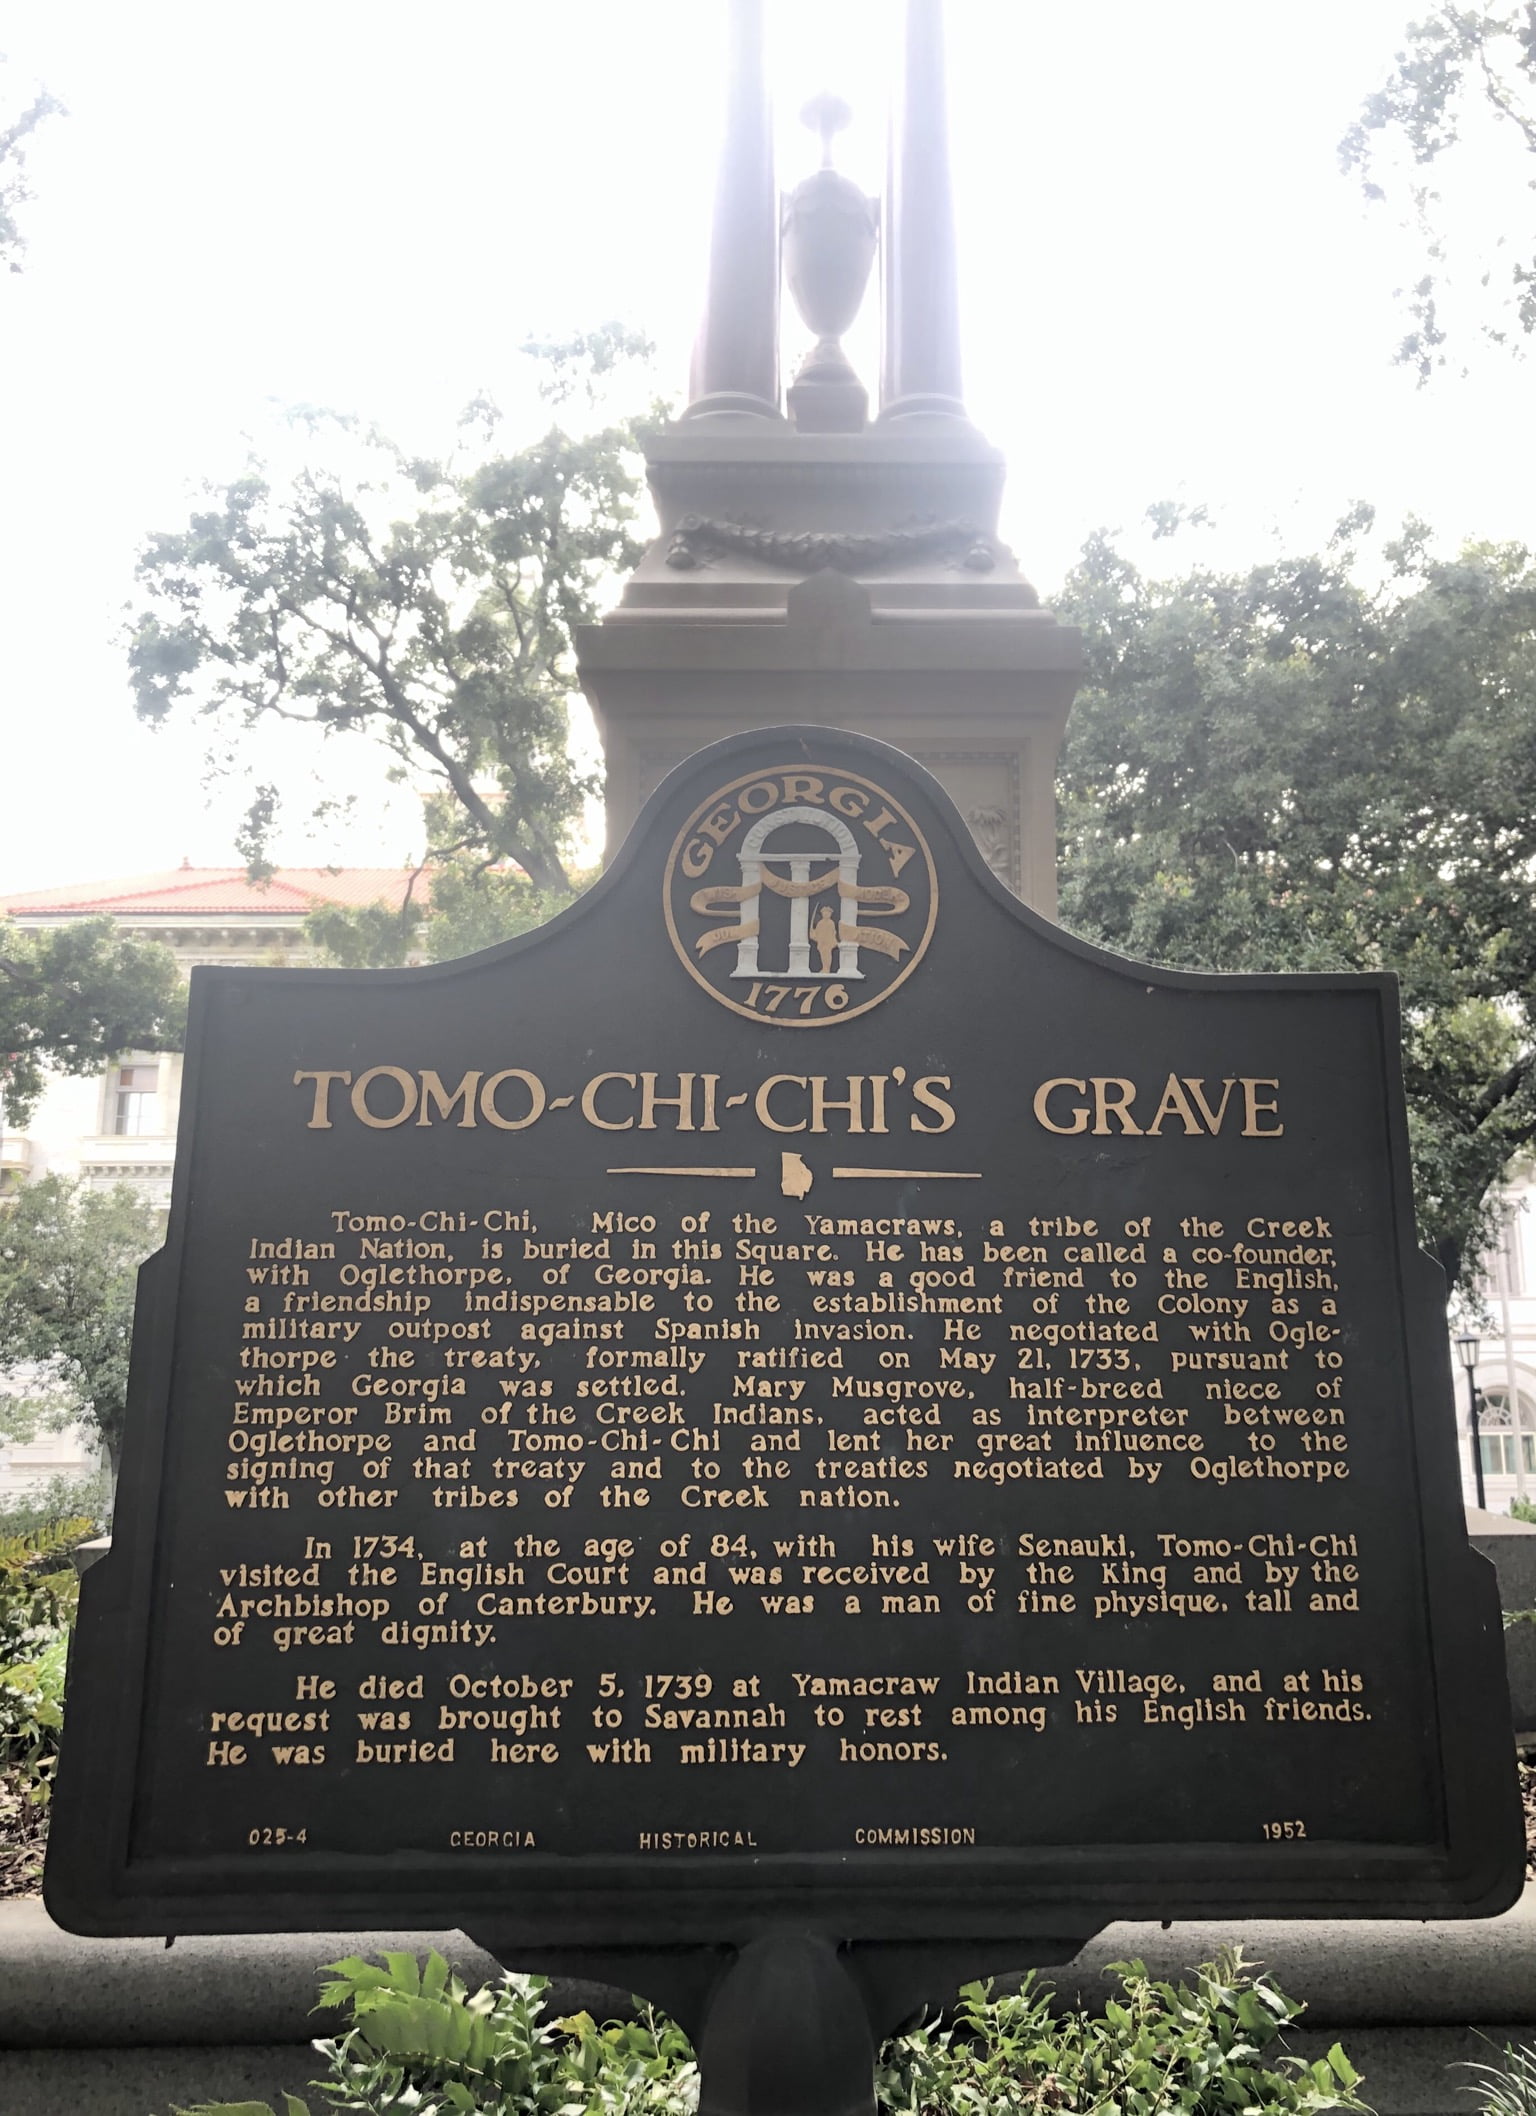 GEORGIA
CONSTITUTION
WISDOM JUSTICE MODERATION
1776
TOMO-CHI-CHI'S GRAVE
Tomo-Chi-Chi, Mico of the Yamacraws, a tribe of the Creek
Indian Nation, is buried in this Square. He has been called a co-founder,
with Oglethorpe, of Georgia. He was a good friend to the English,
a friendship indispensable to the establishment of the Colony as a
military outpost against Spanish invasion. He negotiated with Ogle-
thorpe the treaty, formally ratified on May 21, 1733, pursuant to
which Georgia was settled. Mary Musgrove, half-breed niece of
Emperor Brim of the Creek Indians, acted as interpreter between
Oglethorpe and Tomo-Chi-Chi and lent her great influence to the
signing of that treaty and to the treaties negotiated by Oglethorpe
with other tribes of the Creek nation.
In 1734, at the age of 84, with his wife Senauki, Tomo-Chi-Chi
visited the English Court and was received by the King and by the
Archbishop of Canterbury. He was a man of fine physique, tall and
of great dignity.
He died October 5, 1739 at Yamacraw Indian Village, and at his
request was brought to Savannah to rest among his English friends.
He was buried here with military honors.
025-4 GEORGIA HISTORICAL COMMISSION 1952